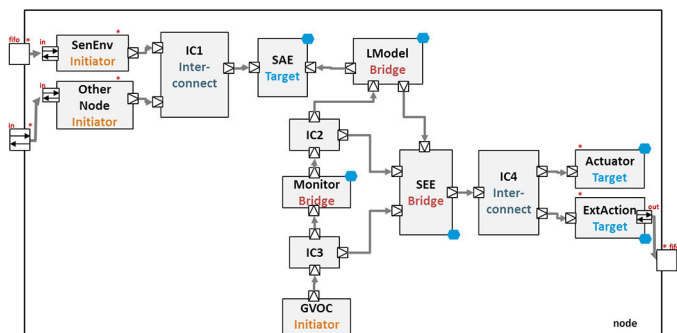 fifo
*
in
*
SenEnv
Initiator
in
*
Other
Node
Initiator
in
*
IC1
Inter-
connect
SAE
Target
LModel
Bridge
IC2
Monitor
Bridge
IC3
GVOC
Initiator
SEE
Bridge
IC4
Inter-
connect
*
Actuator
Target
*
ExtAction
Target
out
* fifo
node